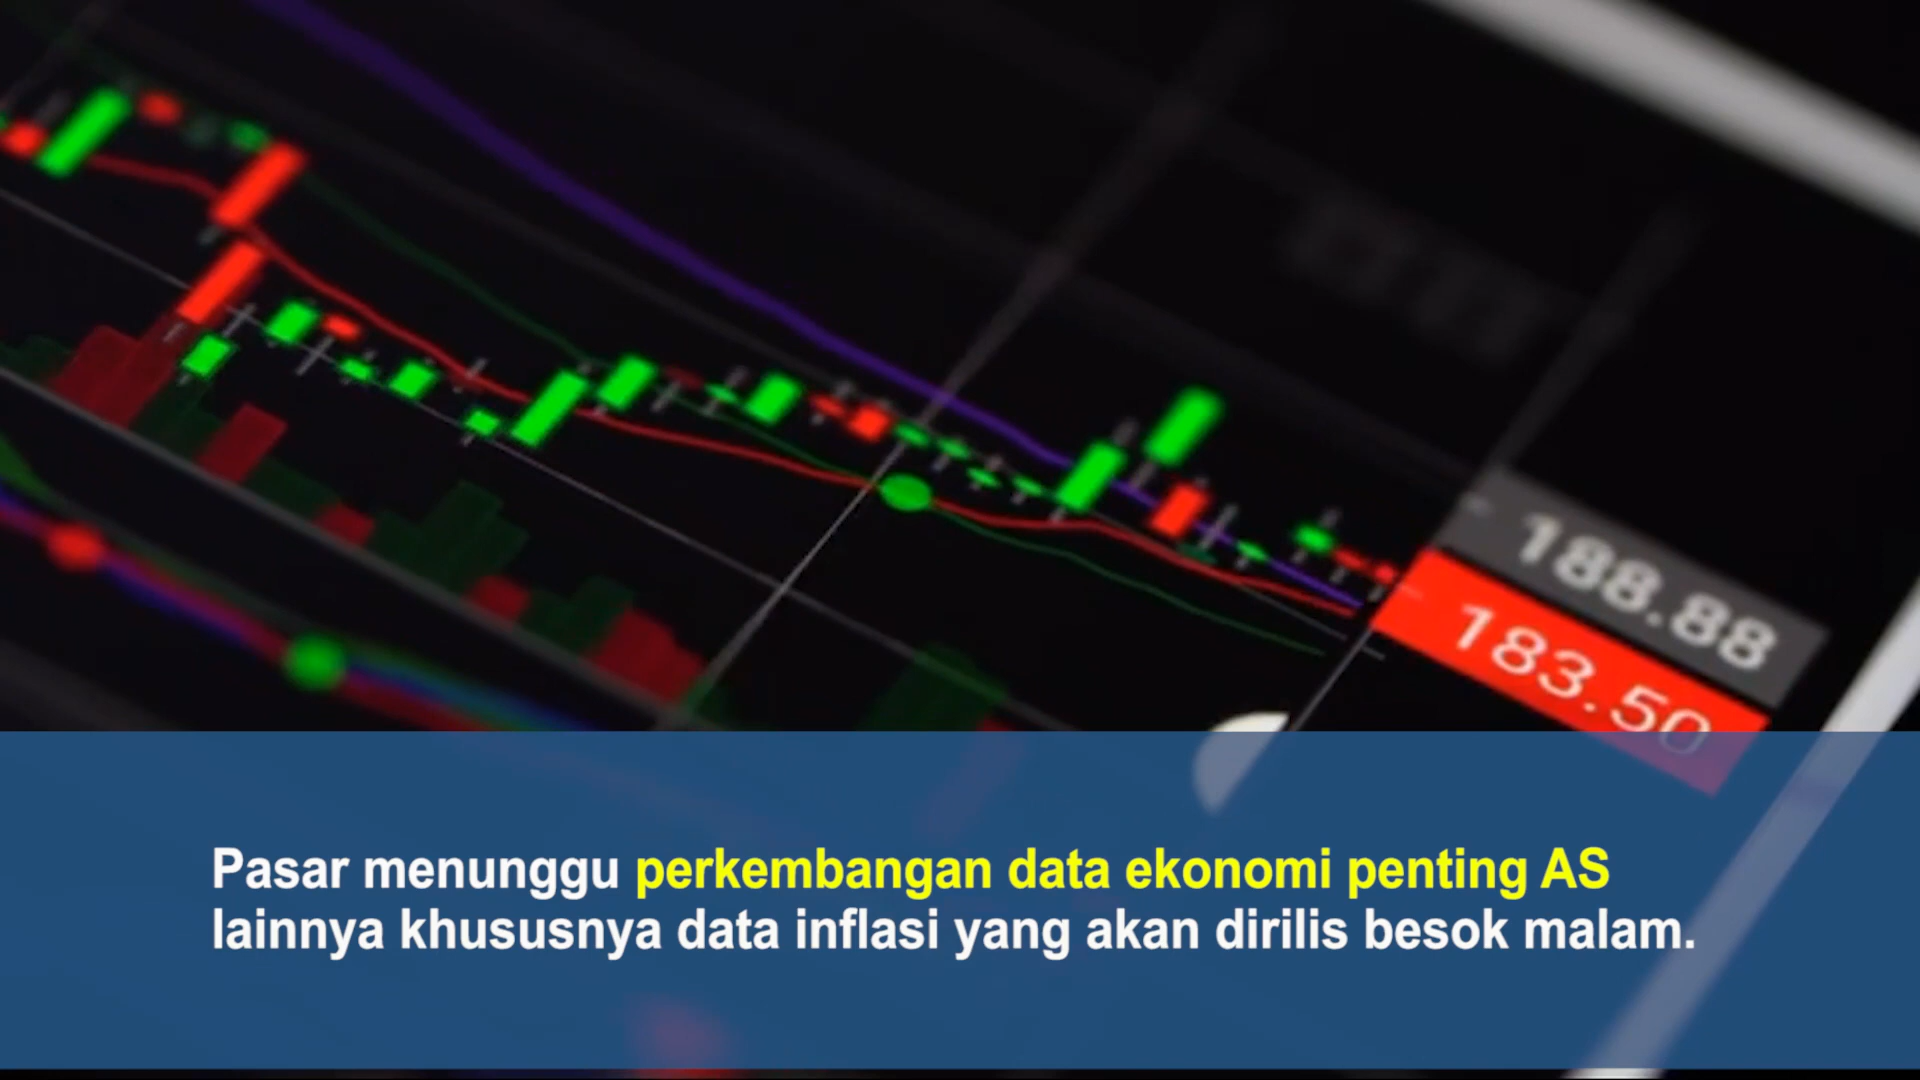 188.88
183.50
Pasar menunggu perkembangan data ekonomi penting AS
lainnya khususnya data inflasi yang akan dirilis besok malam.